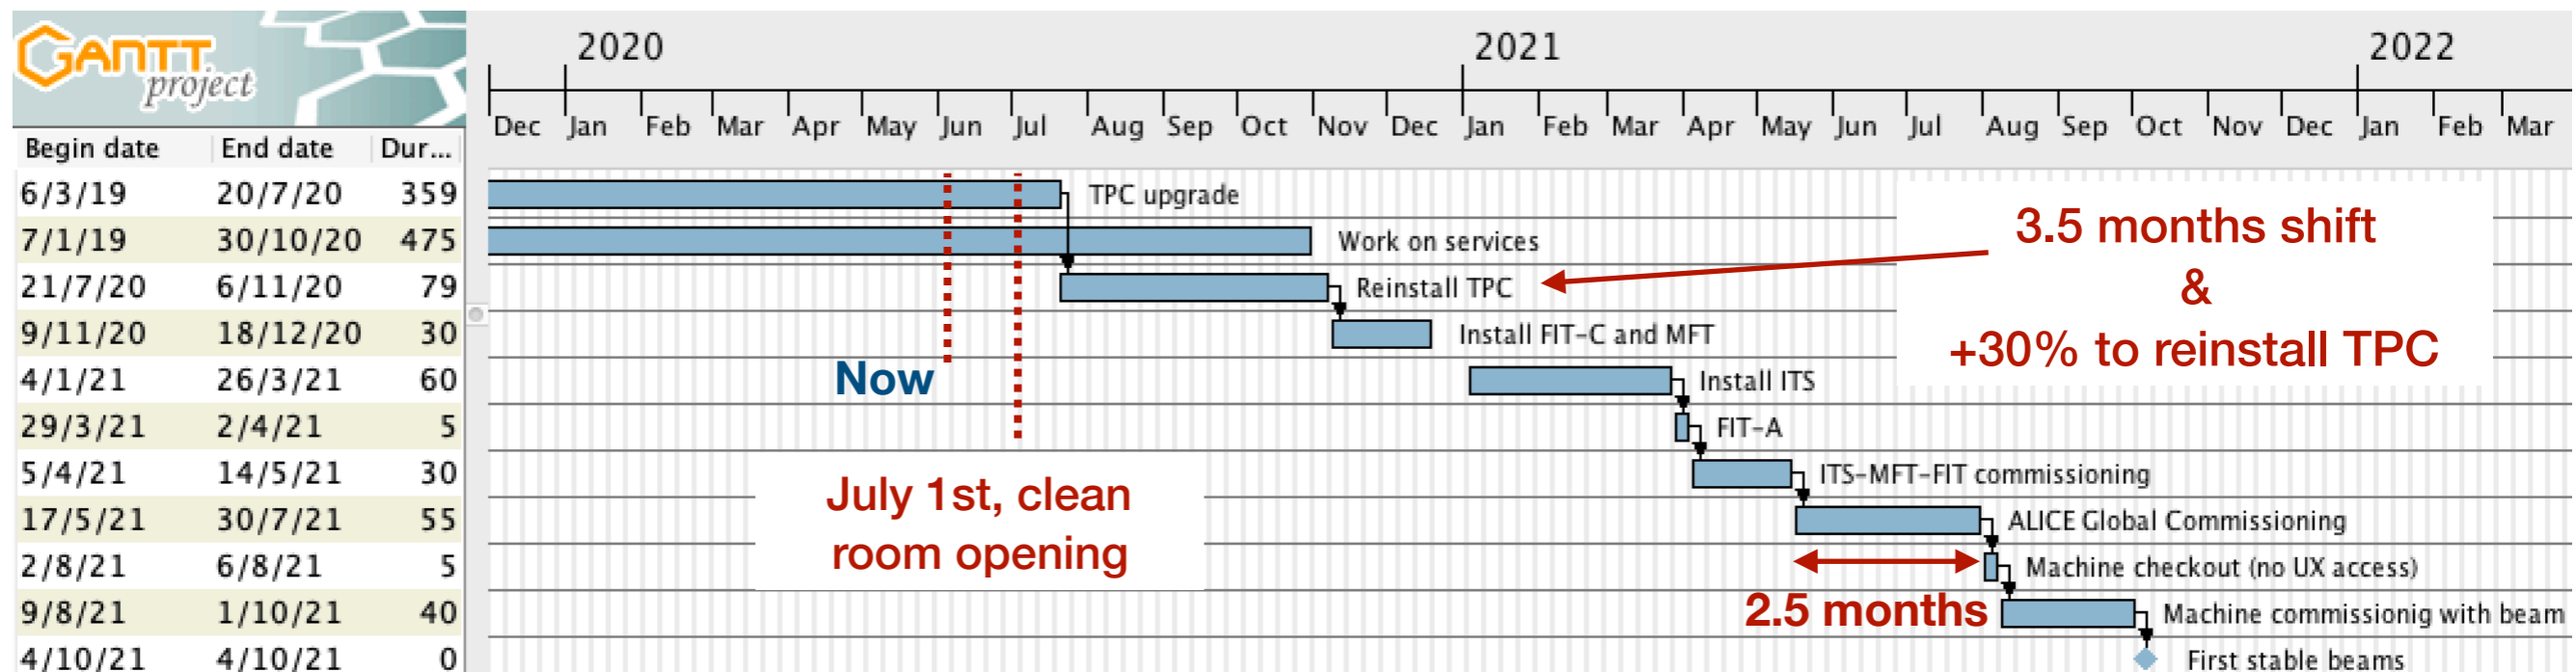 GANTT project
2020 2021 2022
Dec Jan Feb Mar Apr May Jun Jul Aug Sep Oct Nov Dec Jan Feb Mar Apr May Jun Jul Aug Sep Oct Nov Dec Jan Feb Mar
Begin date End date Dur...
6/3/19 20/7/20 359 TPC upgrade
7/1/19 30/10/20 475 Work on services
21/7/20 6/11/20 79 Reinstall TPC
9/11/20 18/12/20 30 Install FIT-C and MFT
4/1/21 26/3/21 60 Install ITS
29/3/21 2/4/21 5 FIT-A
5/4/21 14/5/21 30 ITS-MFT-FIT commissioning
17/5/21 30/7/21 55 ALICE Global Commissioning
2/8/21 6/8/21 5 Machine checkout (no UX access)
9/8/21 1/10/21 40 Machine commissionig with beam
4/10/21 4/10/21 0 First stable beams
3.5 months shift
&
+30% to reinstall TPC
Now
July 1st, clean
room opening
2.5 months